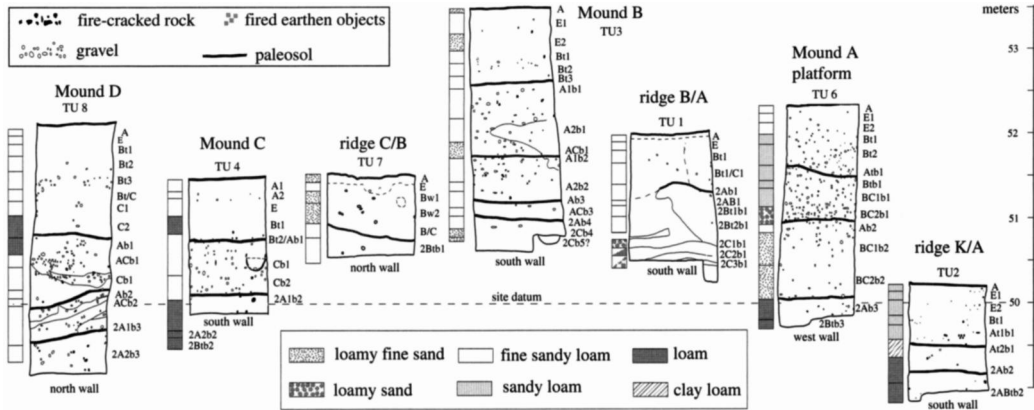 fire-cracked rock
fired earthen objects
gravel
paleosol
Mound D
TU 8
A
E
Bt1
Bt2
Bt3
Bt/C
C1
C2
Ab1
ACb1
Cb1
Ab2
ACb2
2A1b3
2A2b3
north wall
Mound C
TU 4
A1
A2
E
Bt1
Bt2/Ab1
Cb1
Cb2
2A1b2
south wall
2A2b2
2Btb2
ridge C/B
TU 7
A
E
Bw1
Bw2
B/C
2Btb1
north wall
Mound B
TU3
A
E1
E2
Bt1
Bt2
Bt3
A1b1
A2b1
ACb1
A1b2
A2b2
Ab3
ACb3
2Ab4
2Cb4
2Cb5?
south wall
ridge B/A
TU 1
A
E
Bt1
Bt1/C1
2Ab1
2AB1
2Bt1b1
2Bt2b1
2C1b1
2C2b1
2C3b1
south wall
Mound A
platform
TU 6
A
E1
E2
Bt1
Bt2
Atb1
Btb1
BC1b1
BC2b1
Ab2
BC1b2
BC2b2
2Ab3
2Btb3
west wall
ridge K/A
TU2
A
E1
E2
Bt1
At1b1
At2b1
2Ab2
2ABtb2
south wall
meters
53
52
51
50
site datum
loamy fine sand
fine sandy loam
loam
loamy sand
sandy loam
clay loam